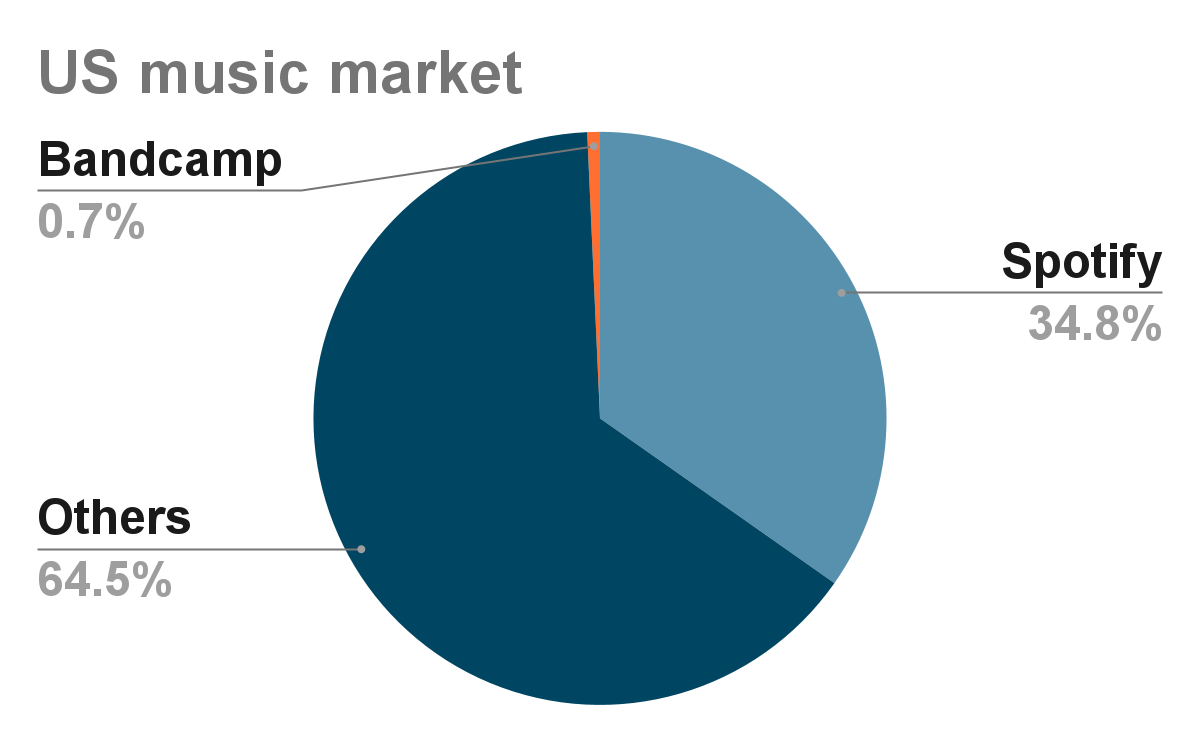 US music market
Bandcamp
0.7%
Spotify
34.8%
Others
64.5%